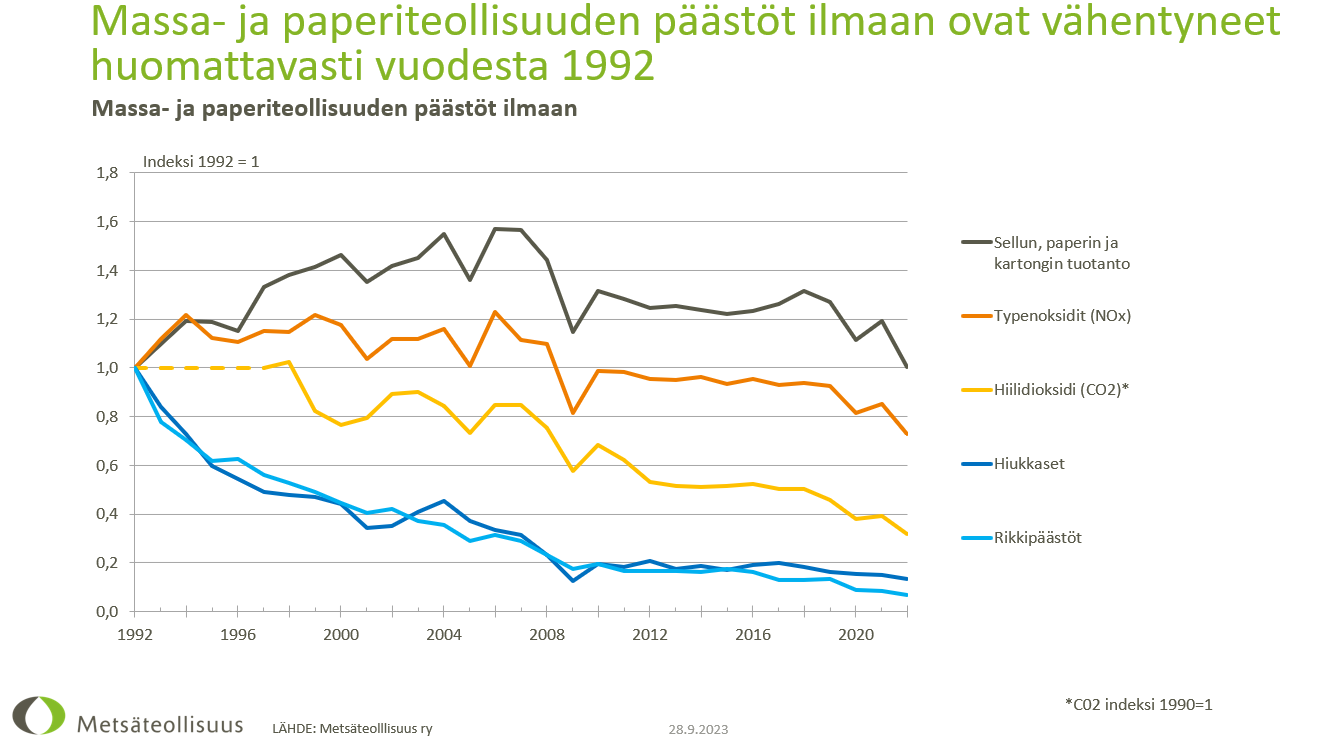 Massa- ja paperiteollisuuden päästöt ilmaan ovat vähentyneet
huomattavasti vuodesta 1992
Massa- ja paperiteollisuuden päästöt ilmaan
Indeksi 1992 = 1
1,8
1,6
1,4
1,2
1,0
0,8
0,6
0,4
0,2
0,0
1992 1996 2000 2004 2008 2012 2016 2020
Sellun, paperin ja
kartongin tuotanto
Typenoksidit (NOx)
Hiilidioksidi (CO2)*
Hiukkaset
Rikkipäästöt
*C02 indeksi 1990=1
Metsäteollisuus
LÄHDE: Metsäteolllisuus ry
28.9.2023